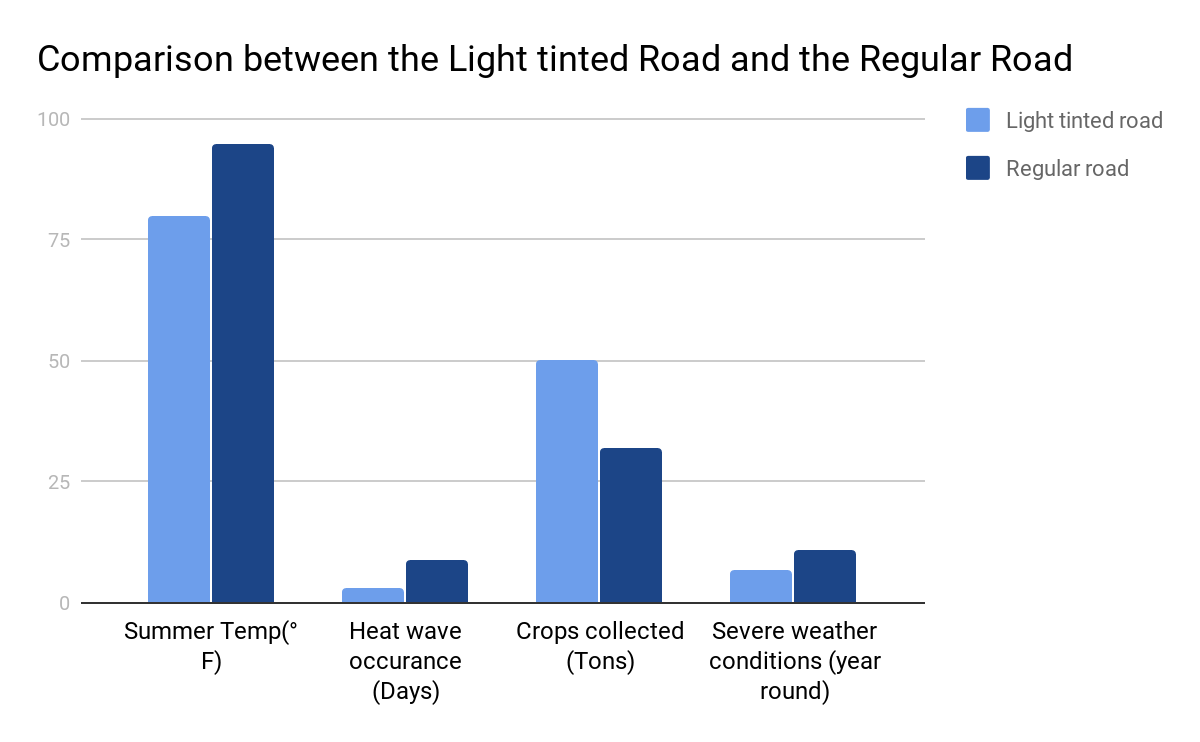 Comparison between the Light tinted Road and the Regular Road
100
75
50
25
0
Light tinted road
Regular road
Summer Temp(°
F)
Heat wave
occurance
(Days)
Crops collected
(Tons)
Severe weather
conditions (year
round)